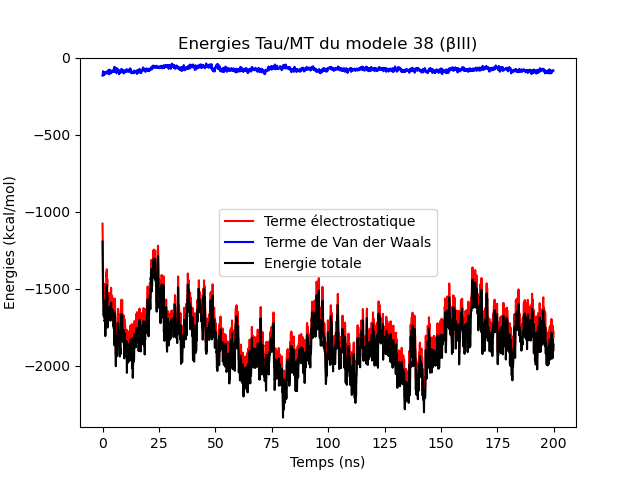 Energies Tau/MT du modele 38 (βIII)
Energies (kcal/mol)
0
−500
−1000
−1500
−2000
Terme électrostatique
Terme de Van der Waals
Energie totale
0 25 50 75 100 125 150 175 200
Temps (ns)